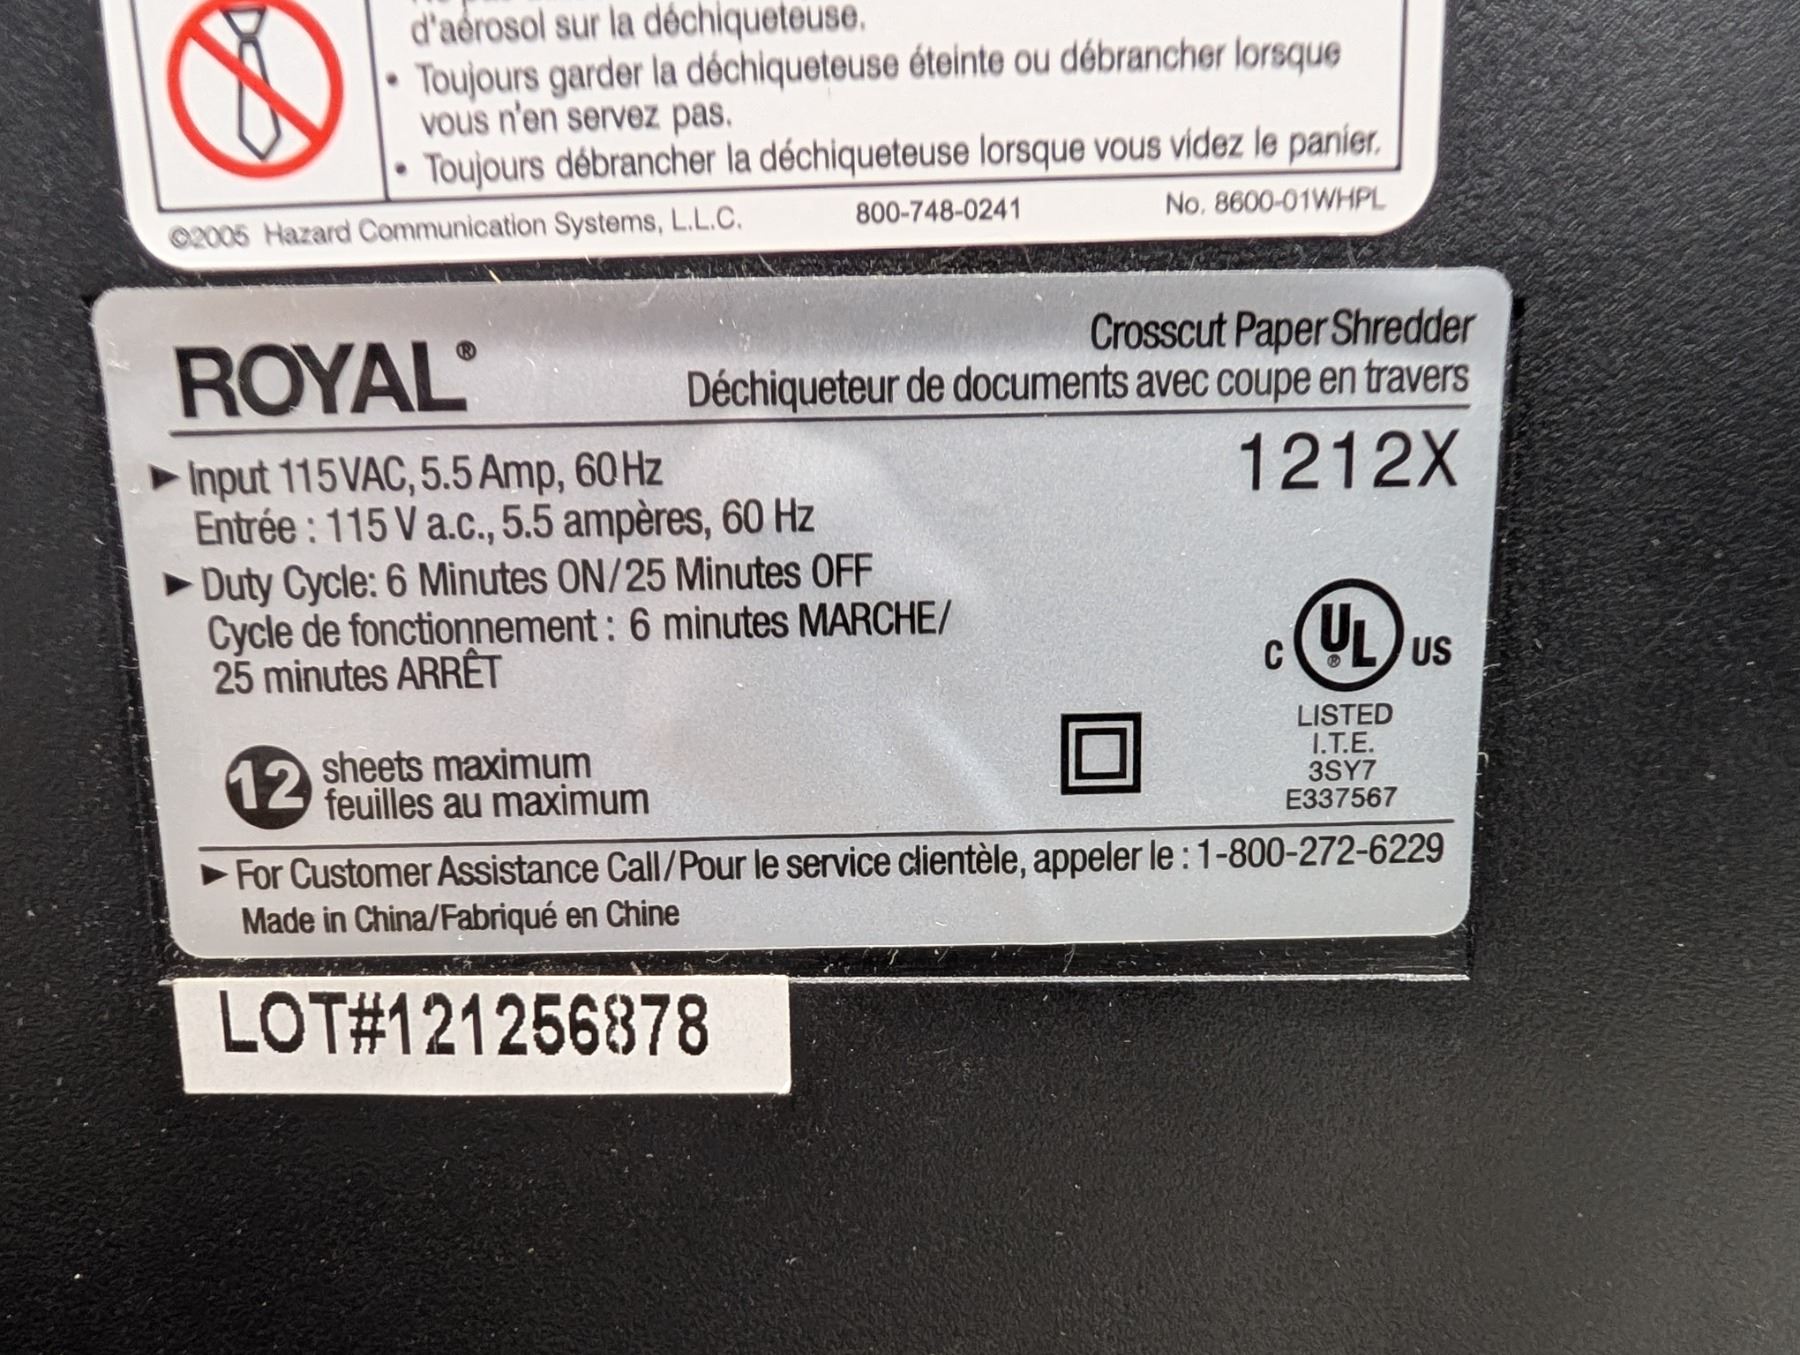 d'aérosol sur la déchiqueteuse.
• Toujours garder la déchiqueteuse éteinte ou débrancher lorsque
vous n'en servez pas.
• Toujours débrancher la déchiqueteuse lorsque vous videz le panier.
©2005 Hazard Communication Systems, L.L.C. 800-748-0241 No. 8600-01WHPL
ROYAL®
Crosscut Paper Shredder
Déchiqueteur de documents avec coupe en travers
1212X
► Input 115VAC, 5.5 Amp, 60 Hz
Entrée : 115 V a.c., 5.5 ampères, 60 Hz
► Duty Cycle: 6 Minutes ON/25 Minutes OFF
Cycle de fonctionnement : 6 minutes MARCHE/
25 minutes ARRÊT
C UL® US
LISTED
I.T.E.
3SY7
E337567
12 sheets maximum
feuilles au maximum
► For Customer Assistance Call/Pour le service clientèle, appeler le : 1-800-272-6229
Made in China/Fabriqué en Chine
LOT#121256878